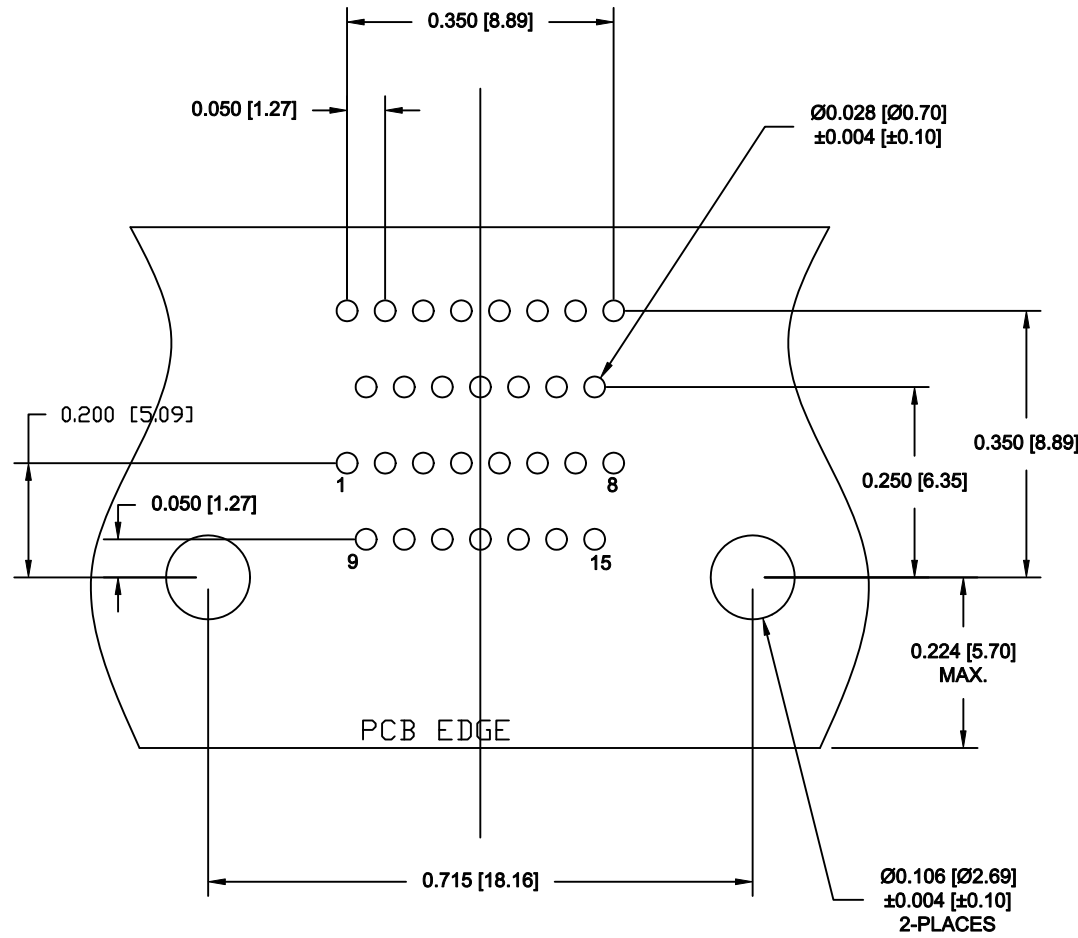 0.350 [8.89]
0.050 [1.27]
Ø0.028 [Ø0.70]
±0.004 [±0.10]
0.200 [5.09]
0.350 [8.89]
0.250 [6.35]
1
8
0.050 [1.27]
9
15
0.224 [5.70]
MAX.
PCB EDGE
0.715 [18.16]
Ø0.106 [Ø2.69]
±0.004 [±0.10]
2-PLACES